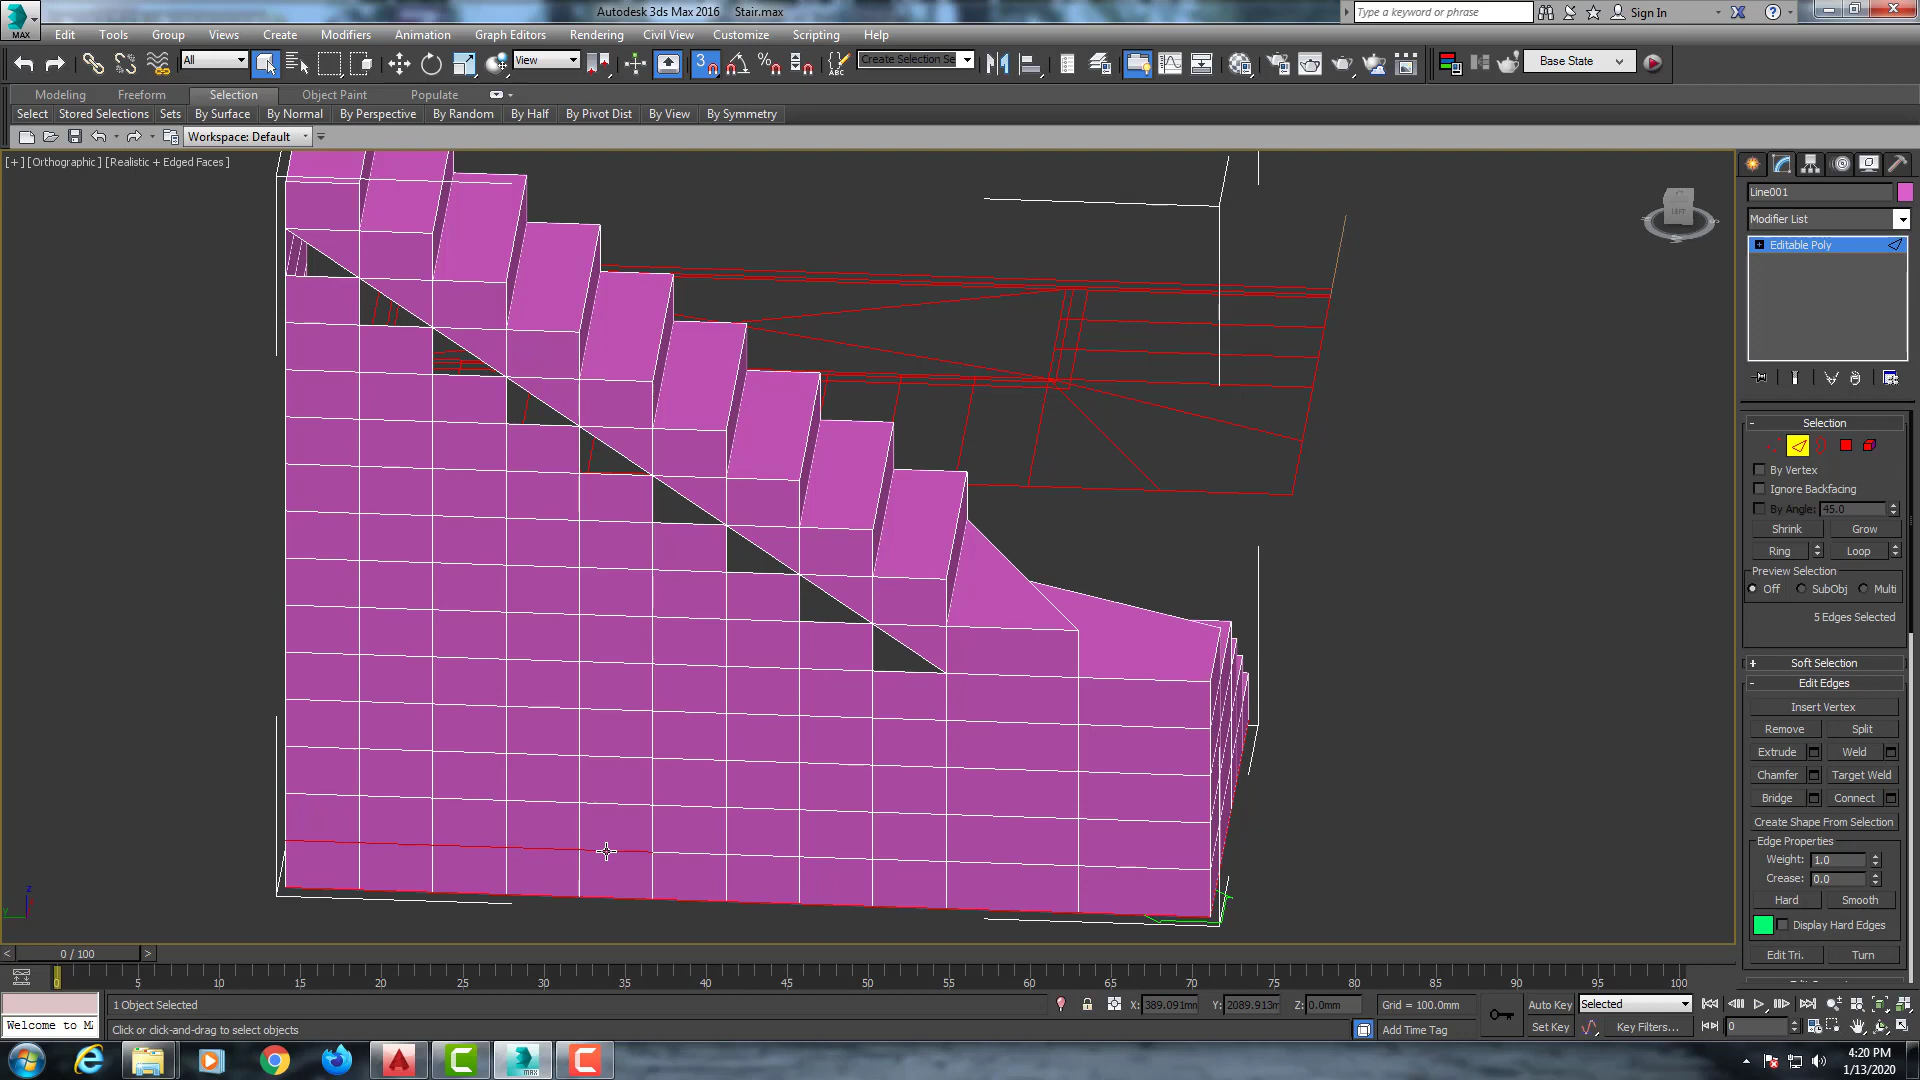 Autodesk 3ds Max 2016 Stair.max
Type a keyword or phrase
Sign In
MAX
Edit Tools Group Views Create Modifiers Animation Graph Editors Rendering Civil View Customize Scripting Help
All
View
3
Create Selection Se
Base State
Modeling Freeform Selection Object Paint Populate
Select Stored Selections Sets By Surface By Normal By Perspective By Random By Half By Pivot Dist By View By Symmetry
Workspace: Default
[+] [Orthographic] [Realistic + Edged Faces]
LEFT
Line001
Modifier List
Editable Poly
Selection
By Vertex
Ignore Backfacing
By Angle: 45.0
Shrink Grow
Ring Loop
Preview Selection
Off SubObj Multi
5 Edges Selected
Soft Selection
Edit Edges
Insert Vertex
Remove Split
Extrude Weld
Chamfer Target Weld
Bridge Connect
Create Shape From Selection
Edge Properties
Weight: 1.0
Crease: 0.0
Hard Smooth
Display Hard Edges
Edit Tri. Turn
z
y
< 0 / 100 >
0 5 10 15 20 25 30 35 40 45 50 55 60 65 70 75 80 85 90 95 100
1 Object Selected
X: 389.091mm Y: 2089.913m Z: 0.0mm Grid = 100.0mm
Auto Key Selected
Welcome to M
Click or click-and-drag to select objects
Add Time Tag
Set Key Key Filters...
0
4:20 PM
1/13/2020